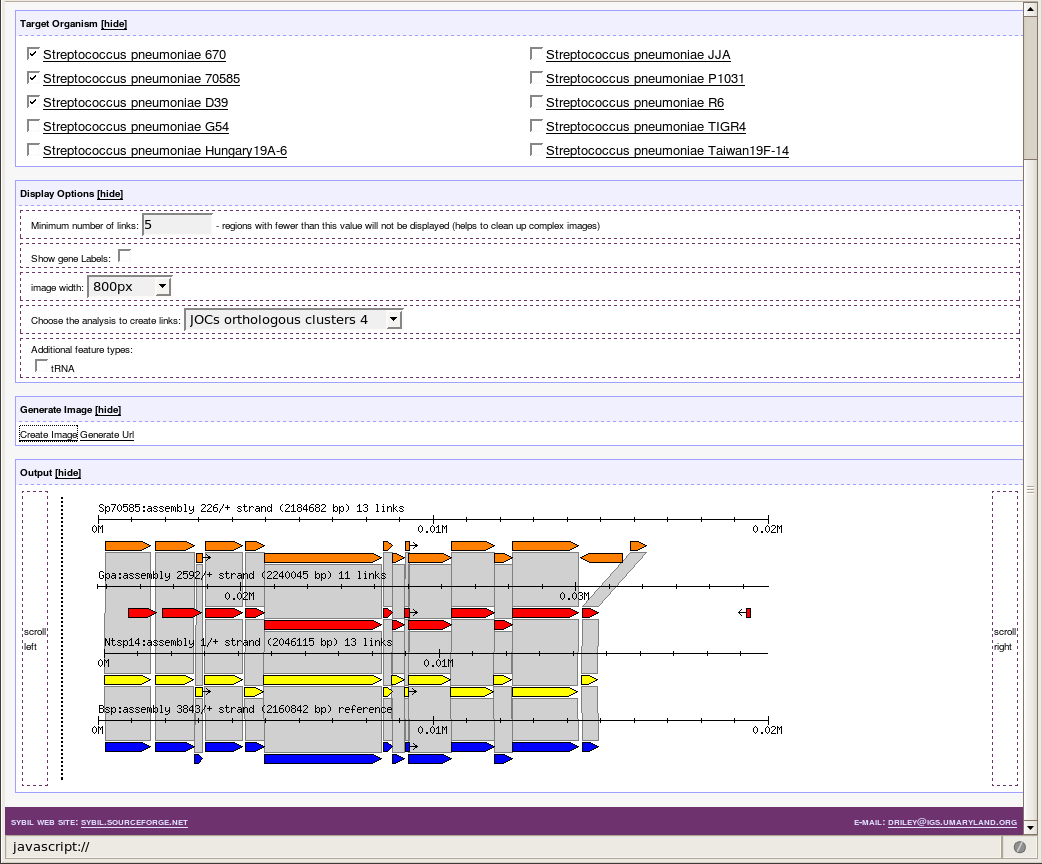 Target Organism [hide]
Streptococcus pneumoniae 670
Streptococcus pneumoniae JJA
Streptococcus pneumoniae 70585
Streptococcus pneumoniae P1031
Streptococcus pneumoniae D39
Streptococcus pneumoniae R6
Streptococcus pneumoniae G54
Streptococcus pneumoniae TIGR4
Streptococcus pneumoniae Hungary19A-6
Streptococcus pneumoniae Taiwan19F-14
Display Options [hide]
Minimum number of links: 5 - regions with fewer than this value will not be displayed (helps to clean up complex images)
Show gene Labels:
image width: 800px
Choose the analysis to create links: JOCs orthologous clusters 4
Additional feature types:
tRNA
Generate Image [hide]
Create Image Generate Url
Output [hide]
Sp70585:assembly 226/+ strand (2184682 bp) 13 links
0M 0.01M 0.02M
Gpa:assembly 2592/+ strand (2240045 bp) 11 links
0.02M 0.03M
scroll left
scroll right
Ntsp14:assembly 1/+ strand (2046115 bp) 13 links
0M 0.01M
Bsp:assembly 3843/+ strand (2160842 bp) reference
0M 0.01M 0.02M
SYBIL WEB SITE: SYBIL.SOURCEFORGE.NET
E-MAIL: DRILEY@IGS.UMARYLAND.ORG
javascript://